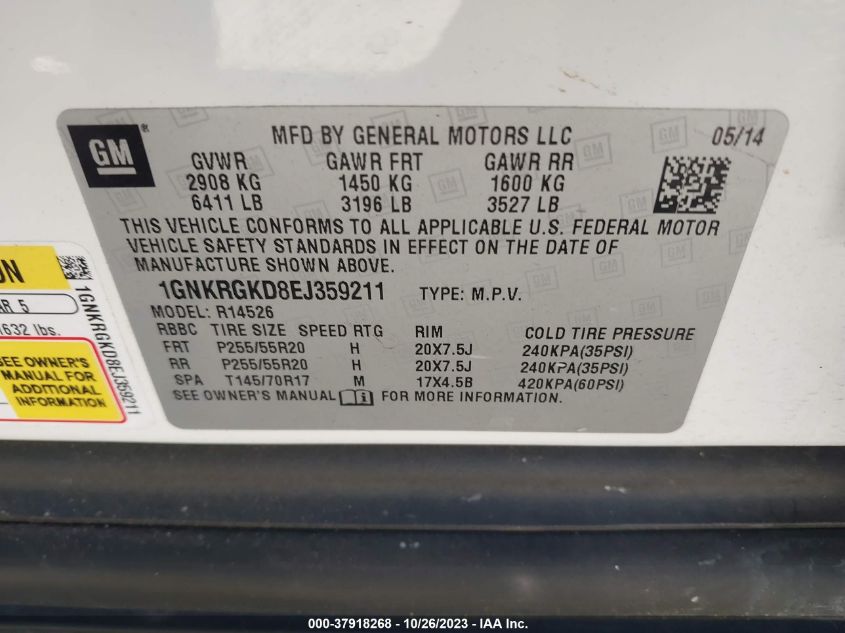 GM
MFD BY GENERAL MOTORS LLC 05/14
GVWR GAWR FRT GAWR RR
2908 KG 1450 KG 1600 KG
6411 LB 3196 LB 3527 LB
THIS VEHICLE CONFORMS TO ALL APPLICABLE U.S. FEDERAL MOTOR
VEHICLE SAFETY STANDARDS IN EFFECT ON THE DATE OF
MANUFACTURE SHOWN ABOVE.
1GNKRGKD8EJ359211 TYPE: M.P.V.
MODEL: R14526
RBBC TIRE SIZE SPEED RTG RIM COLD TIRE PRESSURE
FRT P255/55R20 H 20X7.5J 240KPA(35PSI)
RR P255/55R20 H 20X7.5J 240KPA(35PSI)
SPA T145/70R17 M 17X4.5B 420KPA(60PSI)
SEE OWNER'S MANUAL FOR MORE INFORMATION.
5
1632 lbs.
SEE OWNER'S
MANUAL FOR
ADDITIONAL
INFORMATION
1GNKRGKD8EJ359211
000-37918268 - 10/26/2023 - IAA Inc.